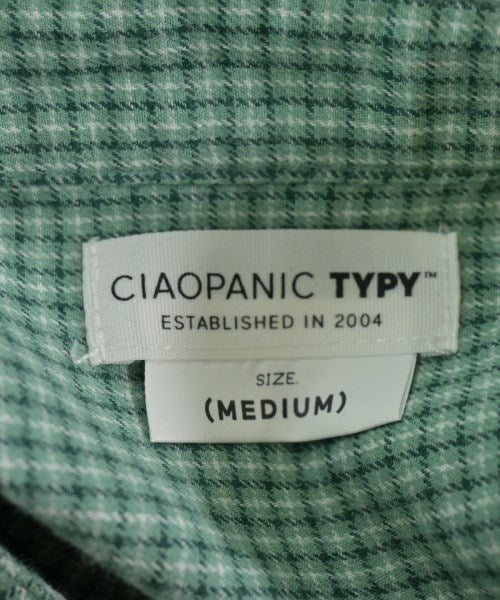 CIAOPANIC TYPY™
ESTABLISHED IN 2004
SIZE.
(MEDIUM)